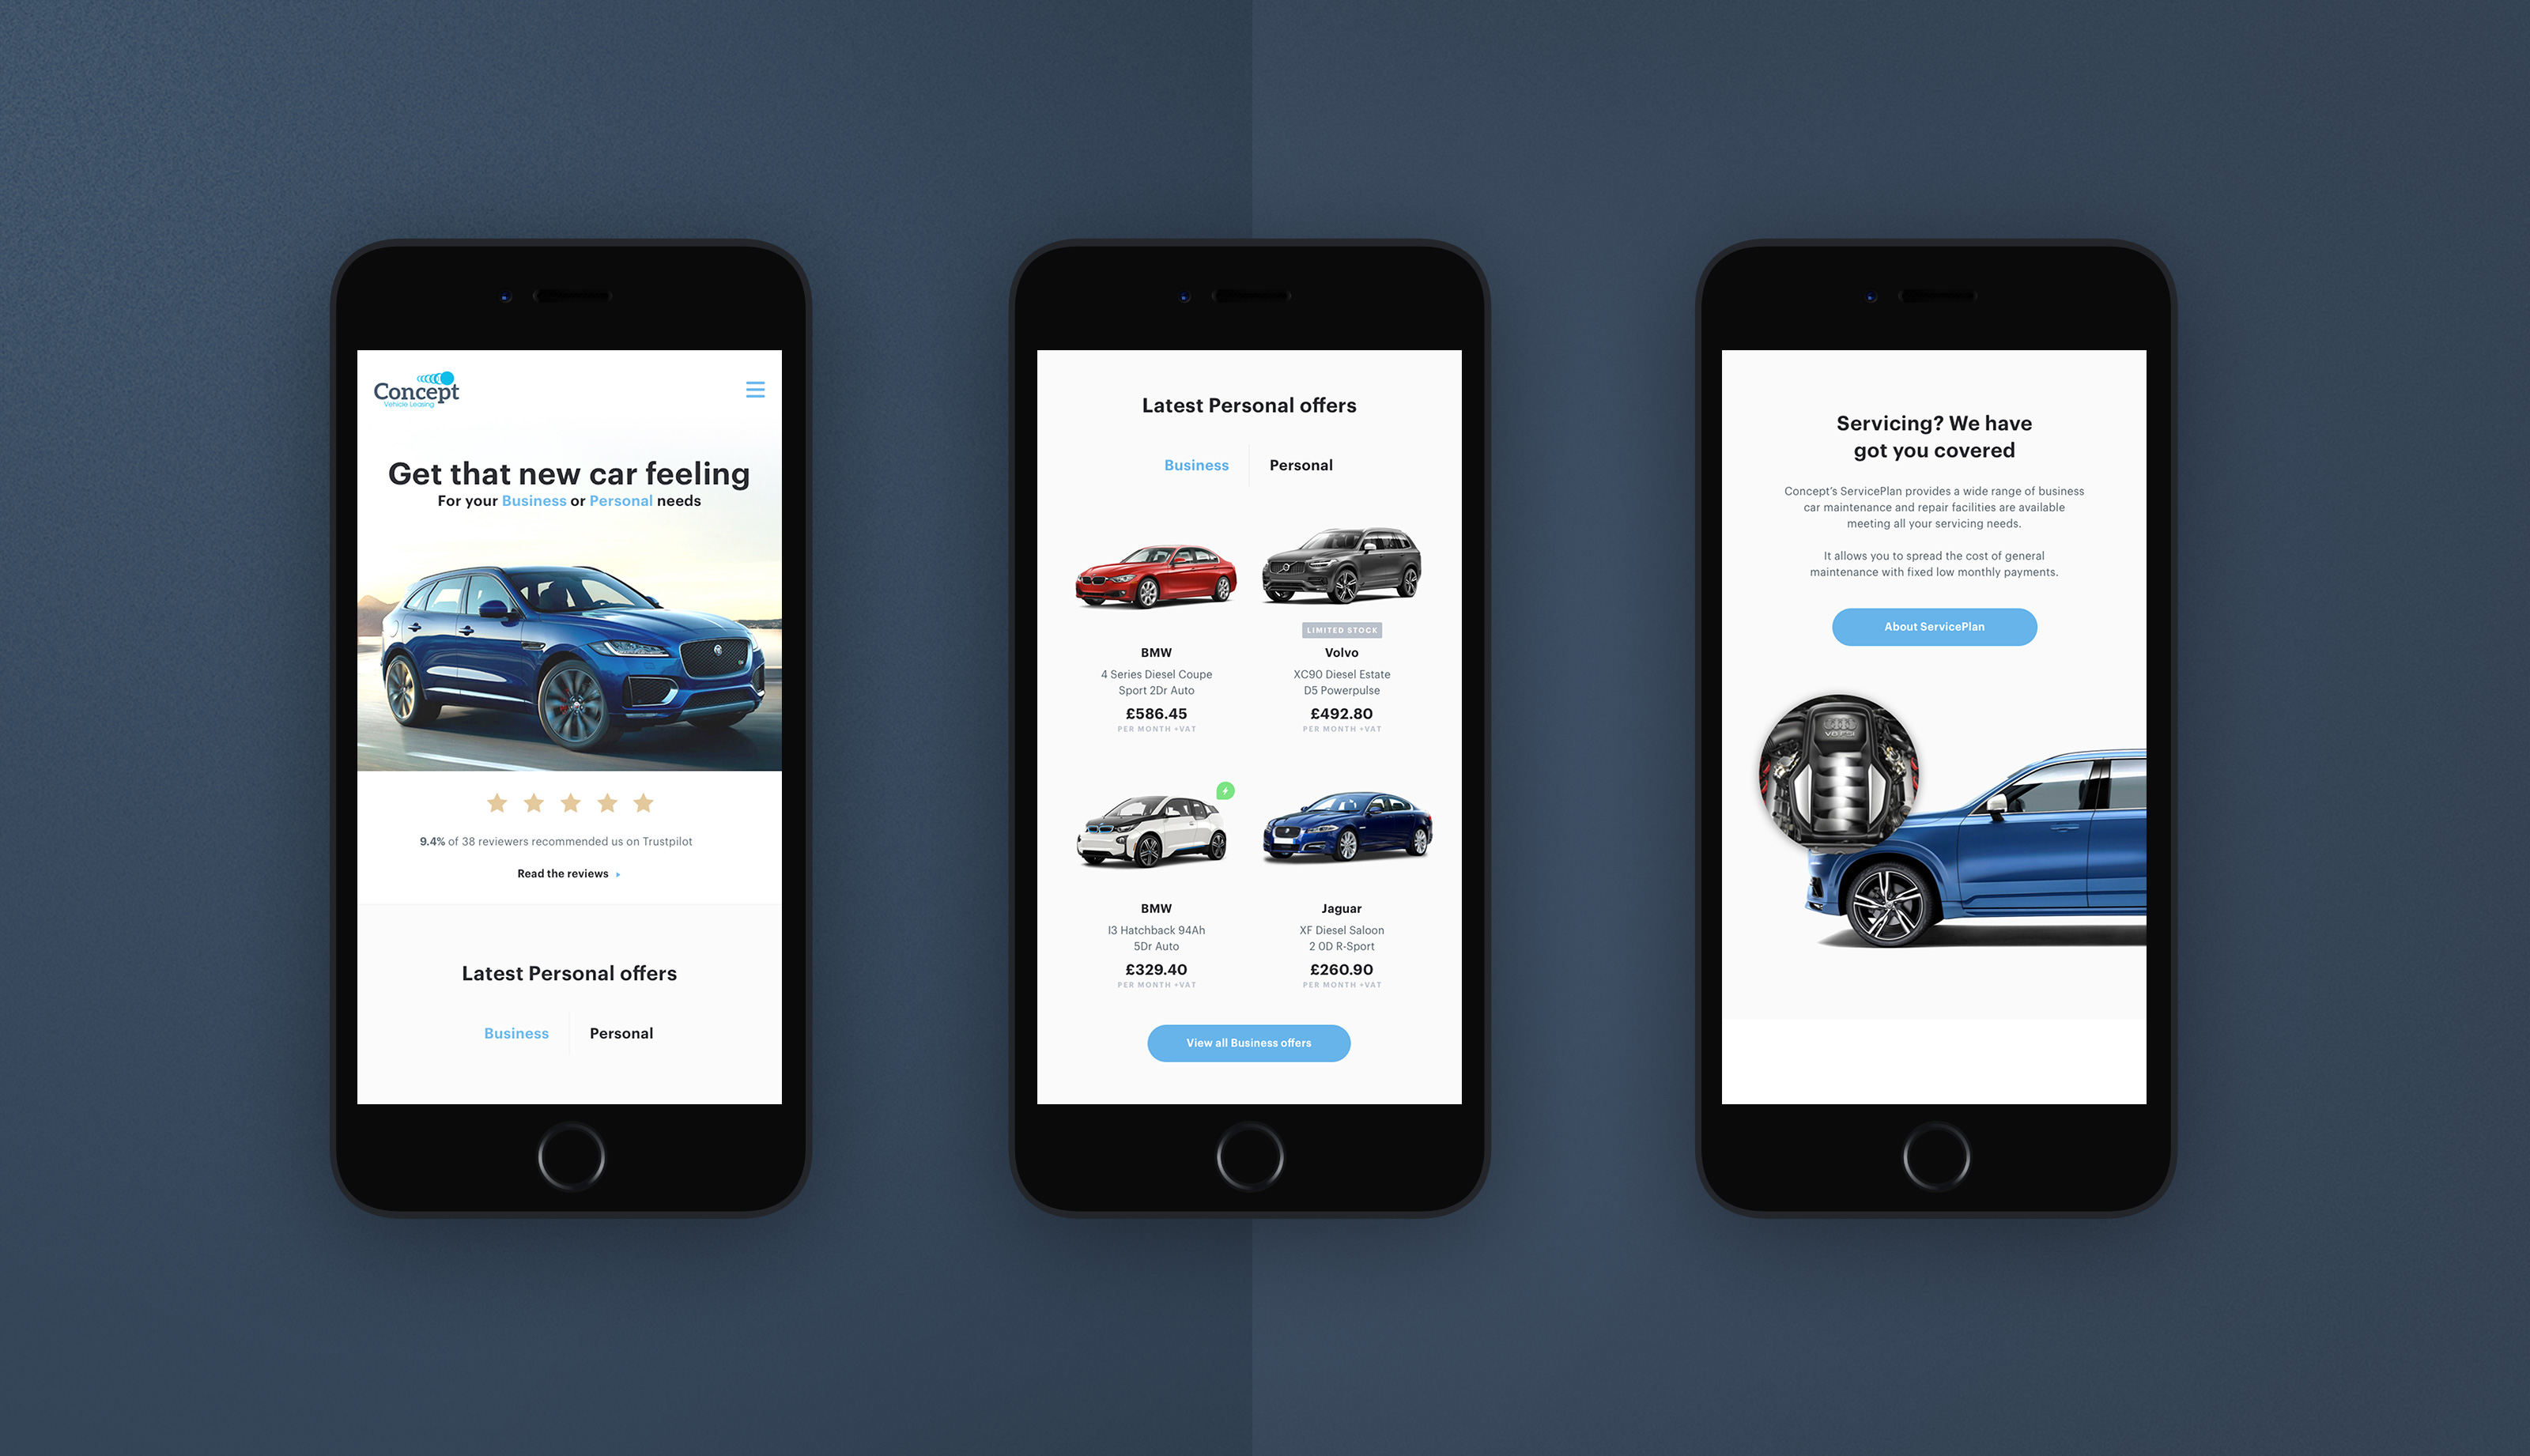 Concept
Vehicle Leasing
Get that new car feeling
For your Business or Personal needs
9.4% of 38 reviewers recommended us on Trustpilot
Read the reviews
Latest Personal offers
Business
Personal
Latest Personal offers
Business
Personal
BMW
4 Series Diesel Coupe
Sport 2Dr Auto
£586.45
PER MONTH +VAT
LIMITED STOCK
Volvo
XC90 Diesel Estate
D5 Powerpulse
£492.80
PER MONTH +VAT
BMW
I3 Hatchback 94Ah
5Dr Auto
£329.40
PER MONTH +VAT
Jaguar
XF Diesel Saloon
2 0D R-Sport
£260.90
PER MONTH +VAT
View all Business offers
Servicing? We have
got you covered
Concept's ServicePlan provides a wide range of business
car maintenance and repair facilities are available
meeting all your servicing needs.
It allows you to spread the cost of general
maintenance with fixed low monthly payments.
About ServicePlan